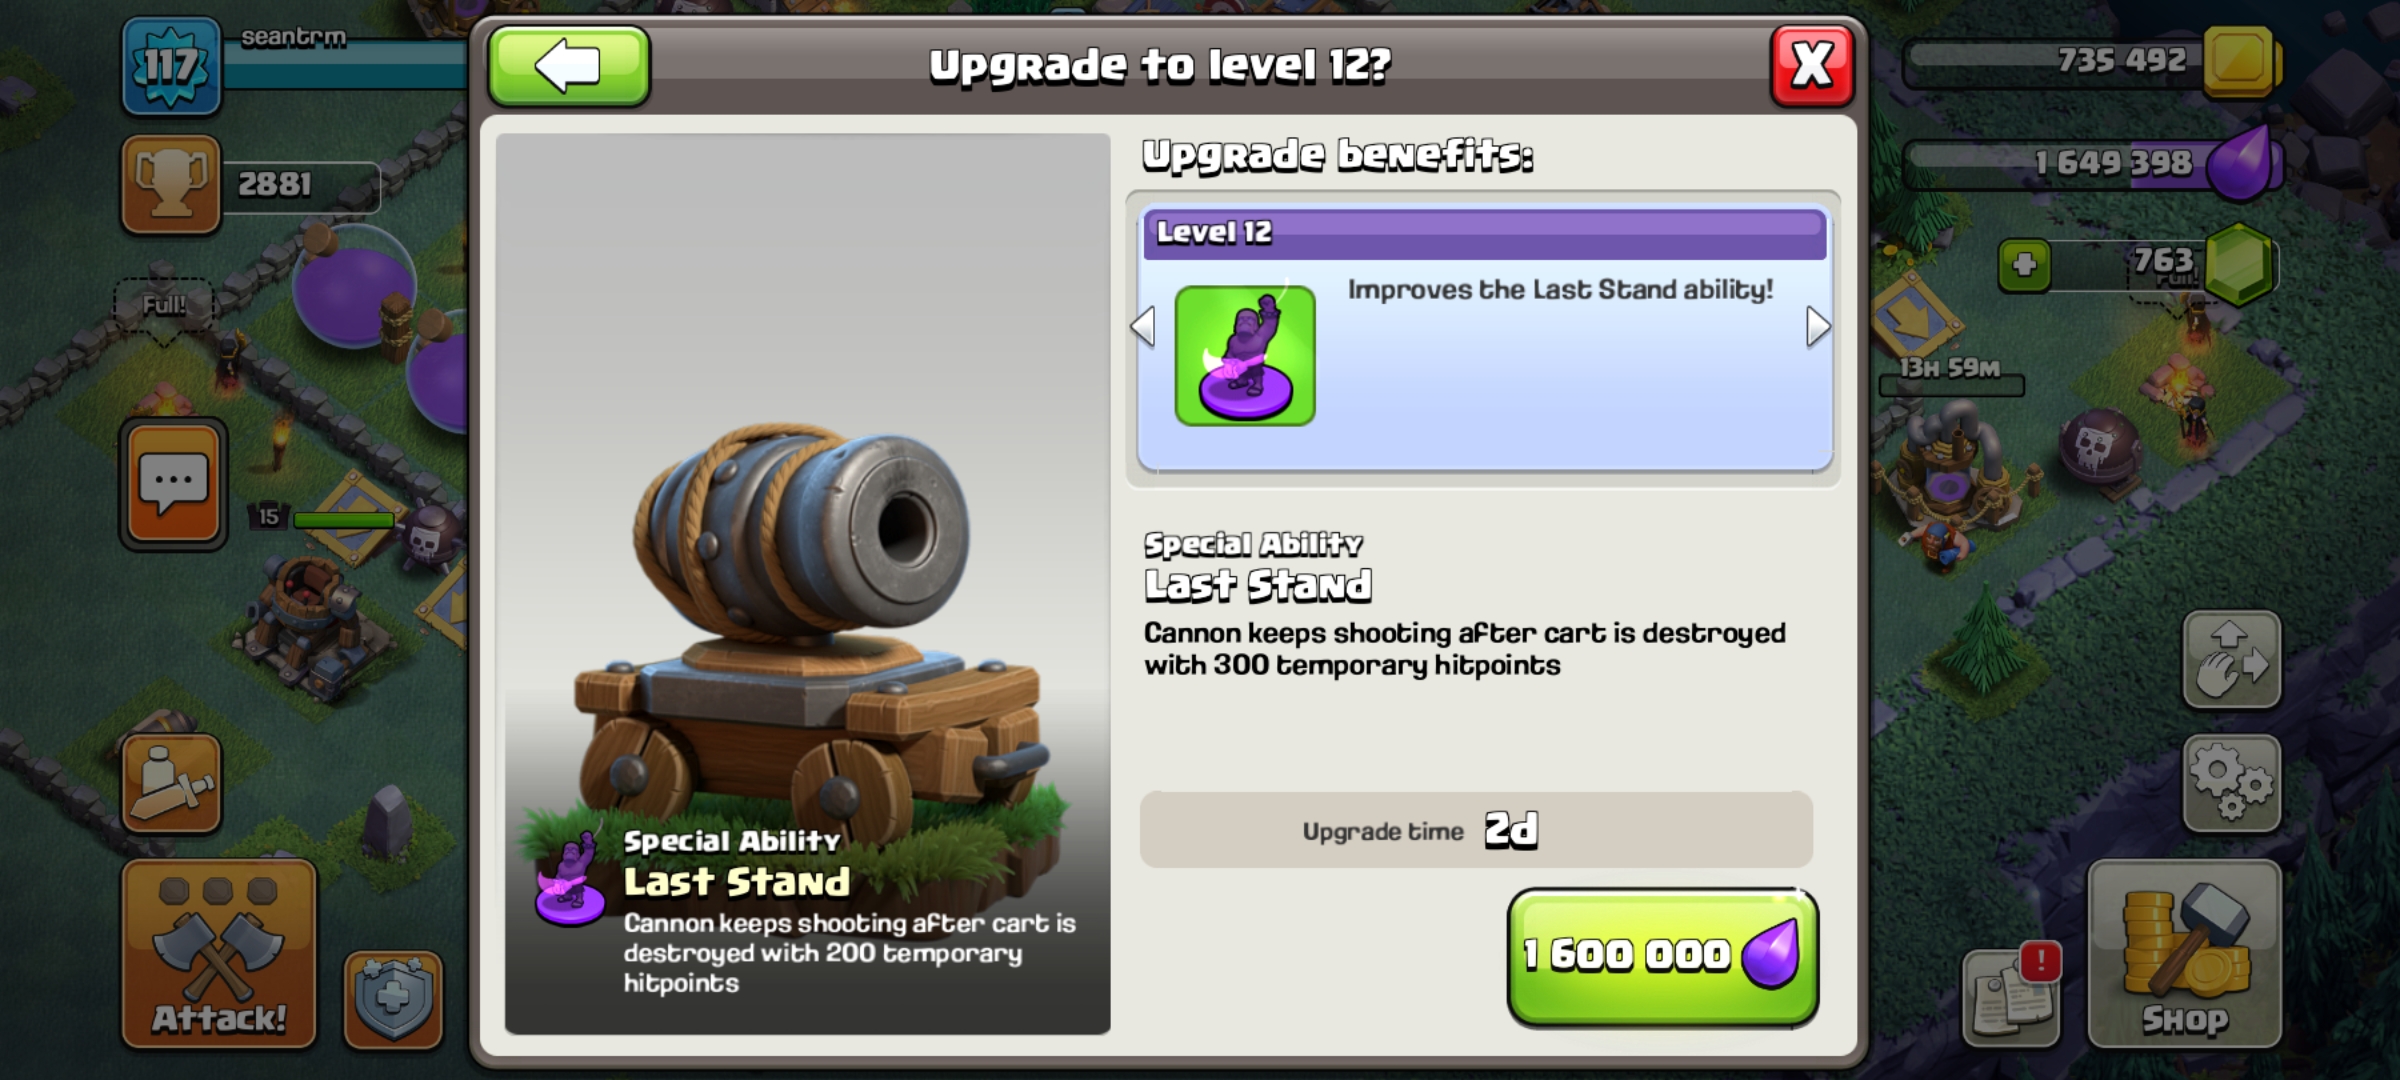 117
seantrm
Upgrade to level 12?
X
735 492
2881
Upgrade benefits:
1 649 398
Level 12
763
Full!
Full!
Improves the Last Stand ability!
13H 59M
15
Special Ability
Last Stand
Cannon keeps shooting after cart is destroyed
with 300 temporary hitpoints
Upgrade time 2d
Special Ability
Last Stand
Cannon keeps shooting after cart is
destroyed with 200 temporary
hitpoints
1 600 000
!
Attack!
Shop